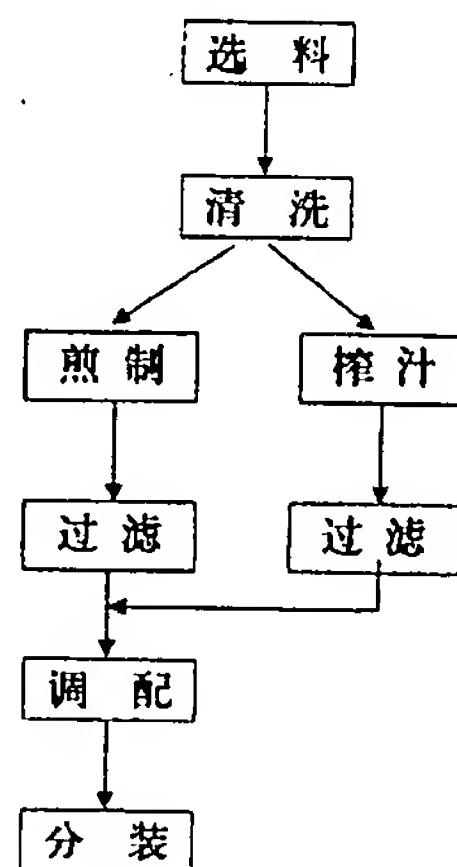 选 料
清 洗
煎 制
榨 汁
过 滤
过 滤
调 配
分 装